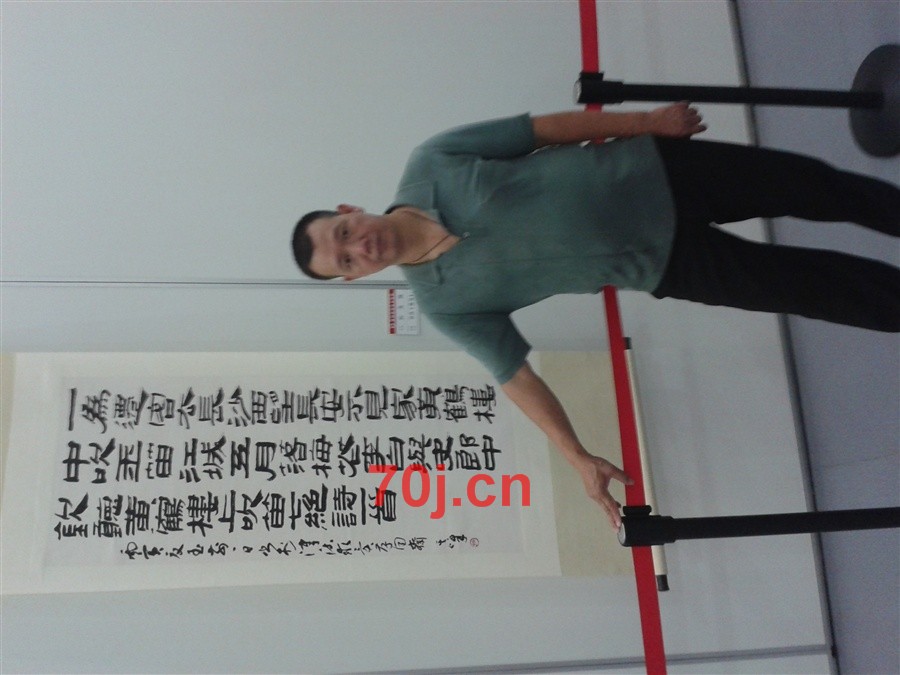 一為遷客去長沙西望長安不見家黃鶴樓
中吹玉笛江城五月落梅花李白與史郎中
欽聽黃鶴樓上吹笛七絕詩一首
70j.cn